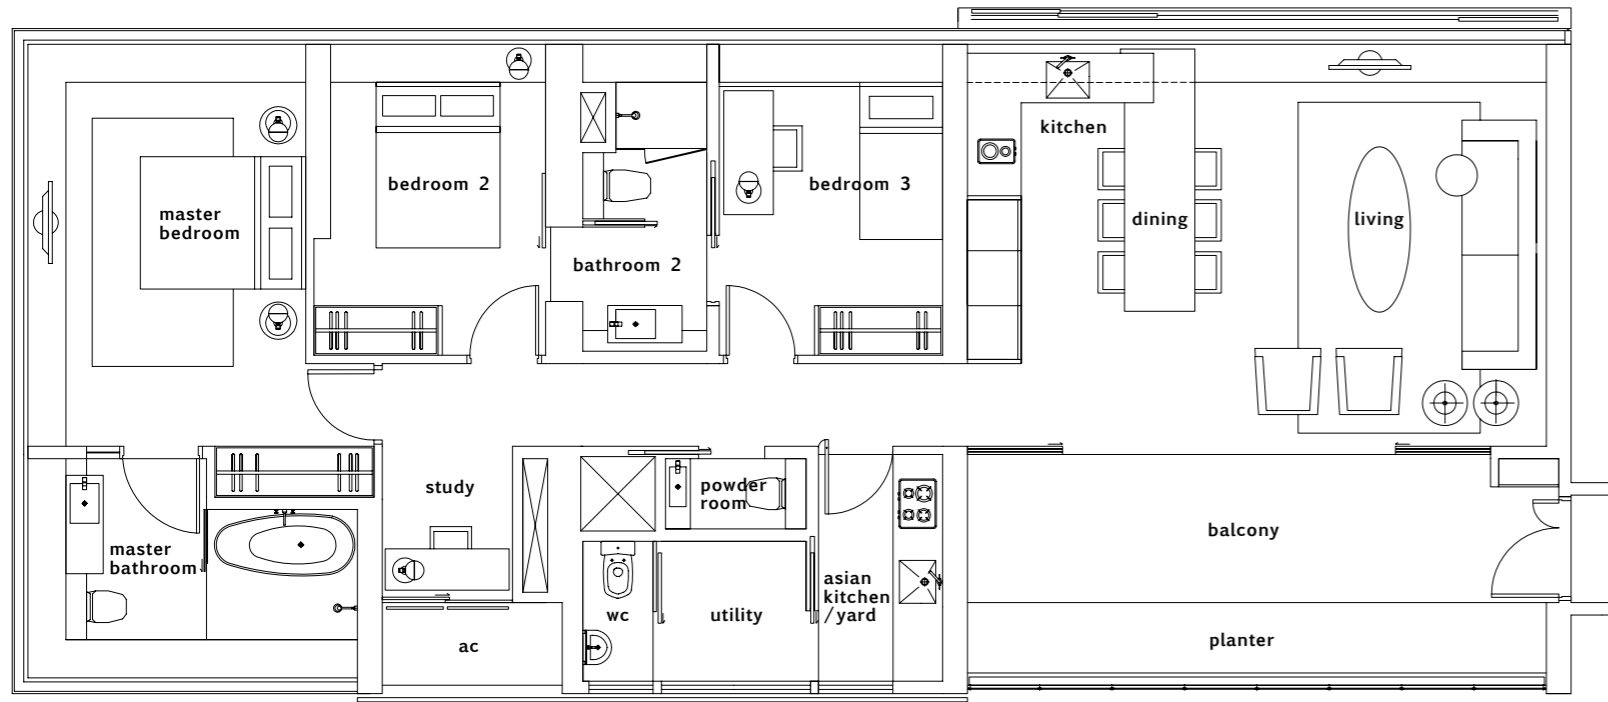 kitchen
bedroom 2
bedroom 3
master
bedroom
dining
living
bathroom 2
study
powder
room
balcony
master
bathroom
asian
kitchen
/yard
wc
utility
ac
planter